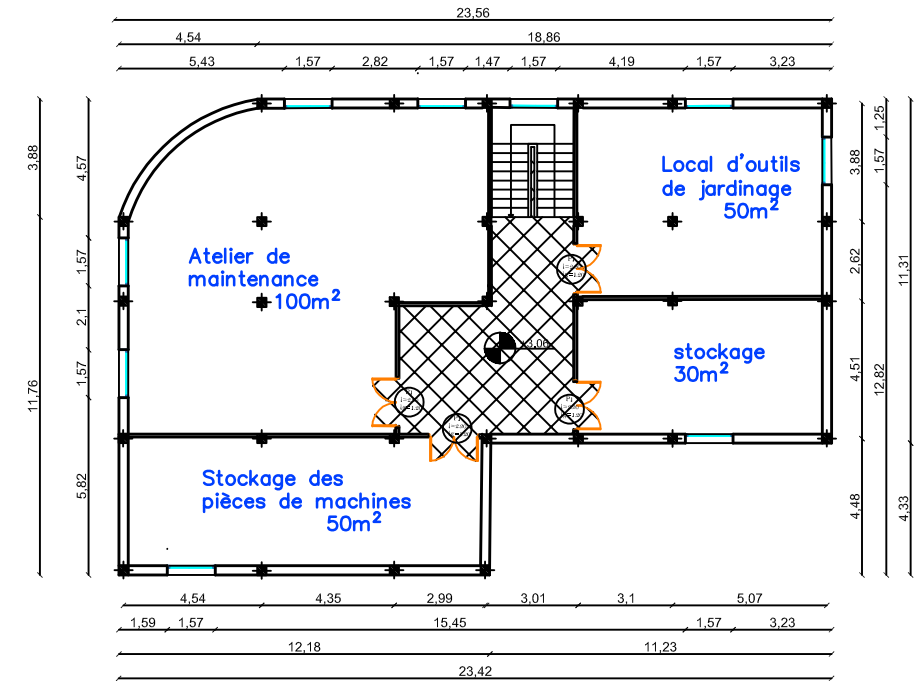 23,56
4,54 18,86
5,43 1,57 2,82 1,57 1,47 1,57 4,19 1,57 3,23
3,88
11,76
4,57
1,57
2,1
1,57
5,82
Local d'outils
de jardinage
50m²
Atelier de
maintenance
100m²
+3,06
stockage
30m²
Stockage des
pièces de machines
50m²
3,88
2,62
4,51
4,48
1,25
1,57
12,82
11,31
4,33
4,54 4,35 2,99 3,01 3,1 5,07
1,59 1,57 15,45 1,57 3,23
12,18 11,23
23,42